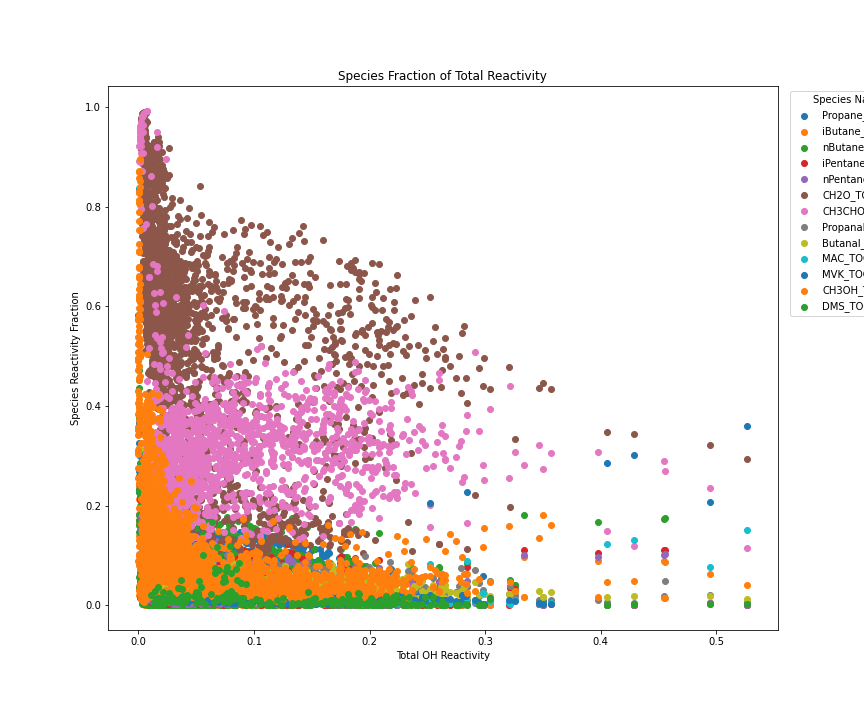 Species Fraction of Total Reactivity
Species Na
Propane_
iButane_
nButane
iPentane
nPentan
CH2O_TO
CH3CHO
Propanal
Butanal_
MAC_TO
MVK_TO
CH3OH_
DMS_TO
Species Reactivity Fraction
1.0
0.8
0.6
0.4
0.2
0.0
0.0 0.1 0.2 0.3 0.4 0.5
Total OH Reactivity